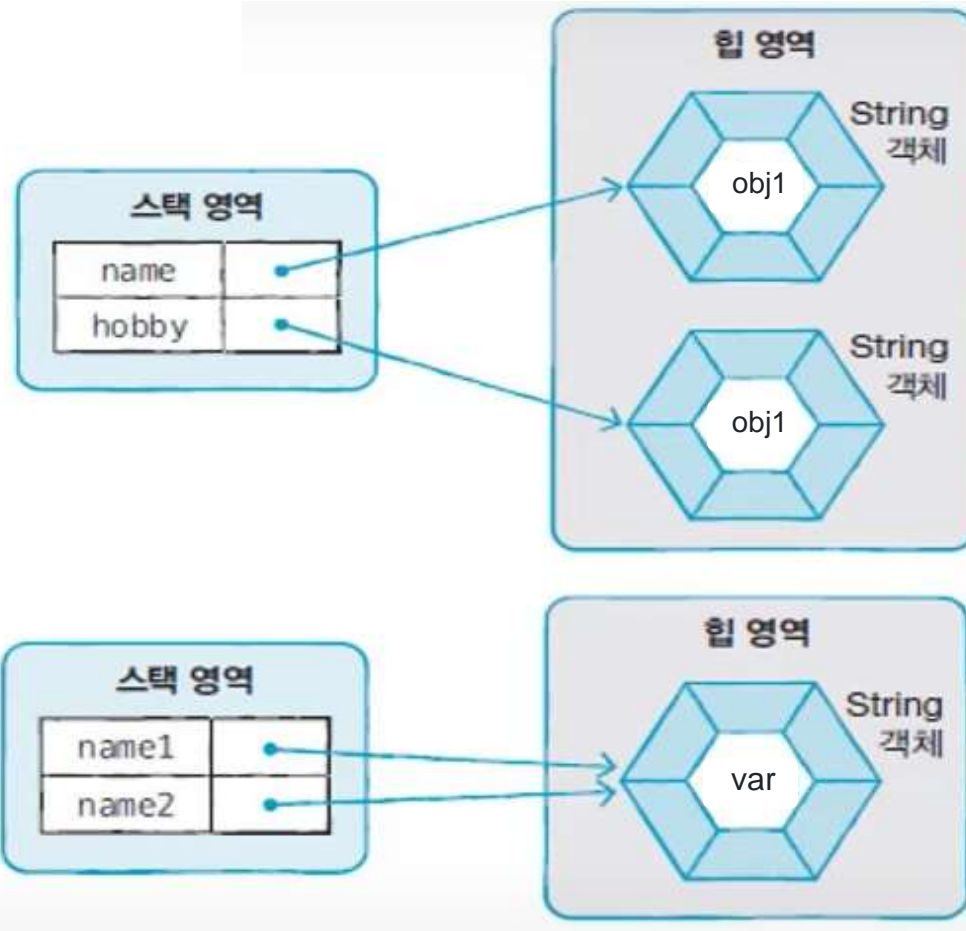 힙 영역
String
객체
obj1
스택 영역
name
hobby
String
객체
obj1
힙 영역
스택 영역
String
객체
name1
name2
var